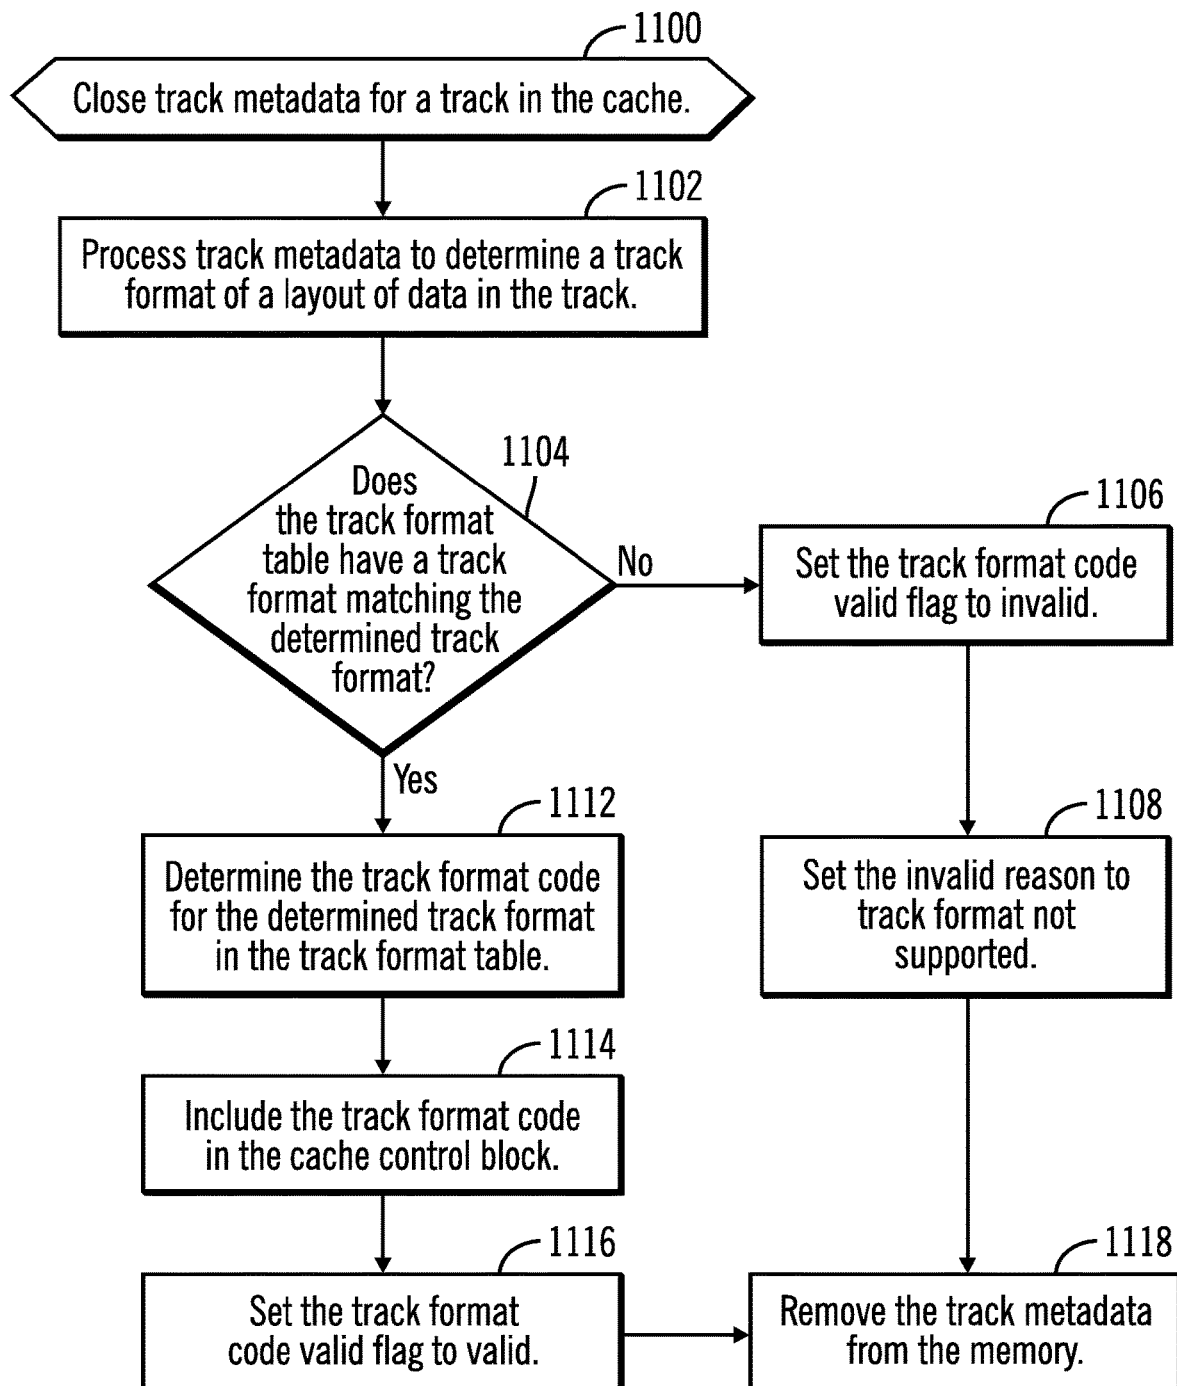 1100
Close track metadata for a track in the cache.
1102
Process track metadata to determine a track
format of a layout of data in the track.
1104
Does
the track format
table have a track
format matching the
determined track
format?
No
1106
Set the track format code
valid flag to invalid.
Yes
1112
Determine the track format code
for the determined track format
in the track format table.
1108
Set the invalid reason to
track format not
supported.
1114
Include the track format code
in the cache control block.
1116
Set the track format
code valid flag to valid.
1118
Remove the track metadata
from the memory.